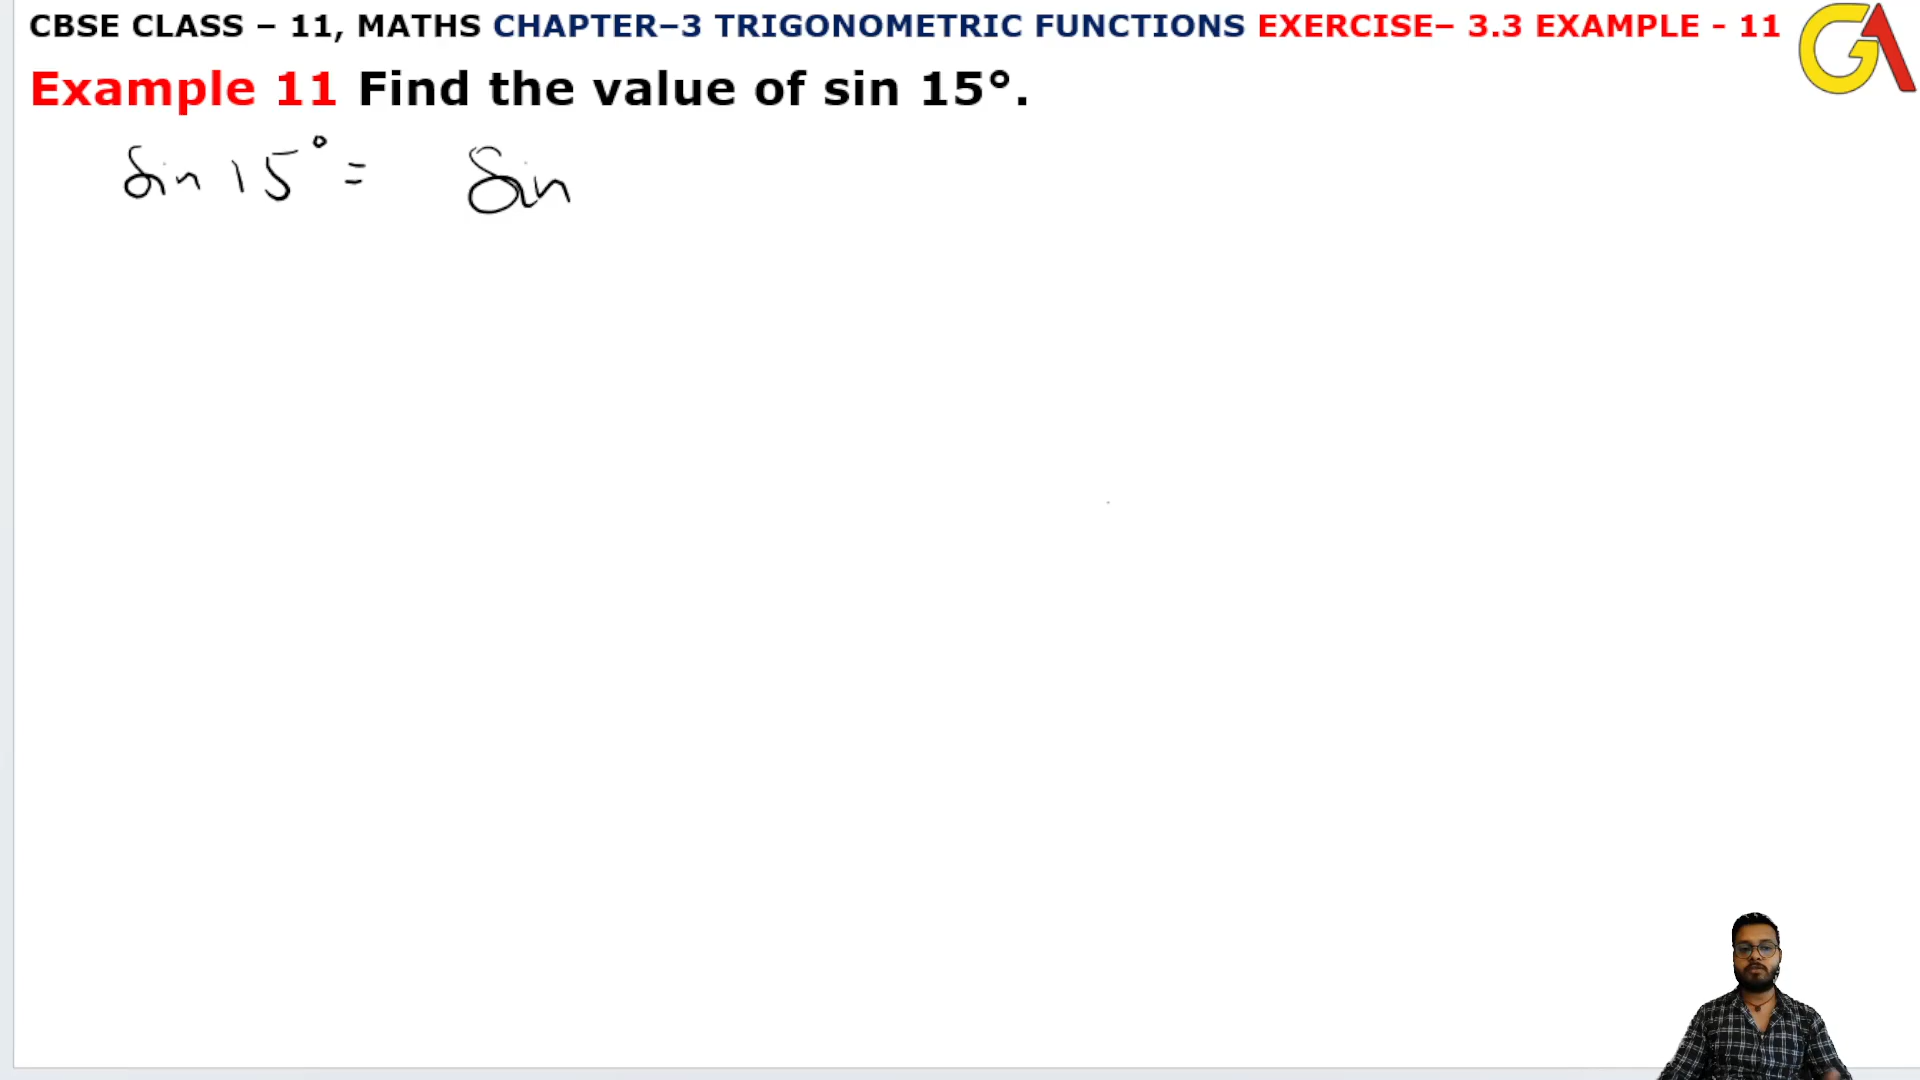 CBSE CLASS – 11, MATHS CHAPTER–3 TRIGONOMETRIC FUNCTIONS EXERCISE– 3.3 EXAMPLE - 11
GA
Example 11 Find the value of sin 15°.
sin 15° = sin